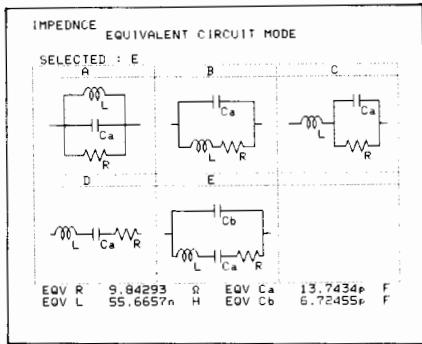 IMPEDNCE
EQUIVALENT CIRCUIT MODE
SELECTED : E
A B C
L Ca R
Ca L R
L Ca R
D E
L Ca R
Cb L Ca R
EQV R 9.84293 Ω EQV Ca 13.7434p F
EQV L 55.6657n H EQV Cb 6.72455p F